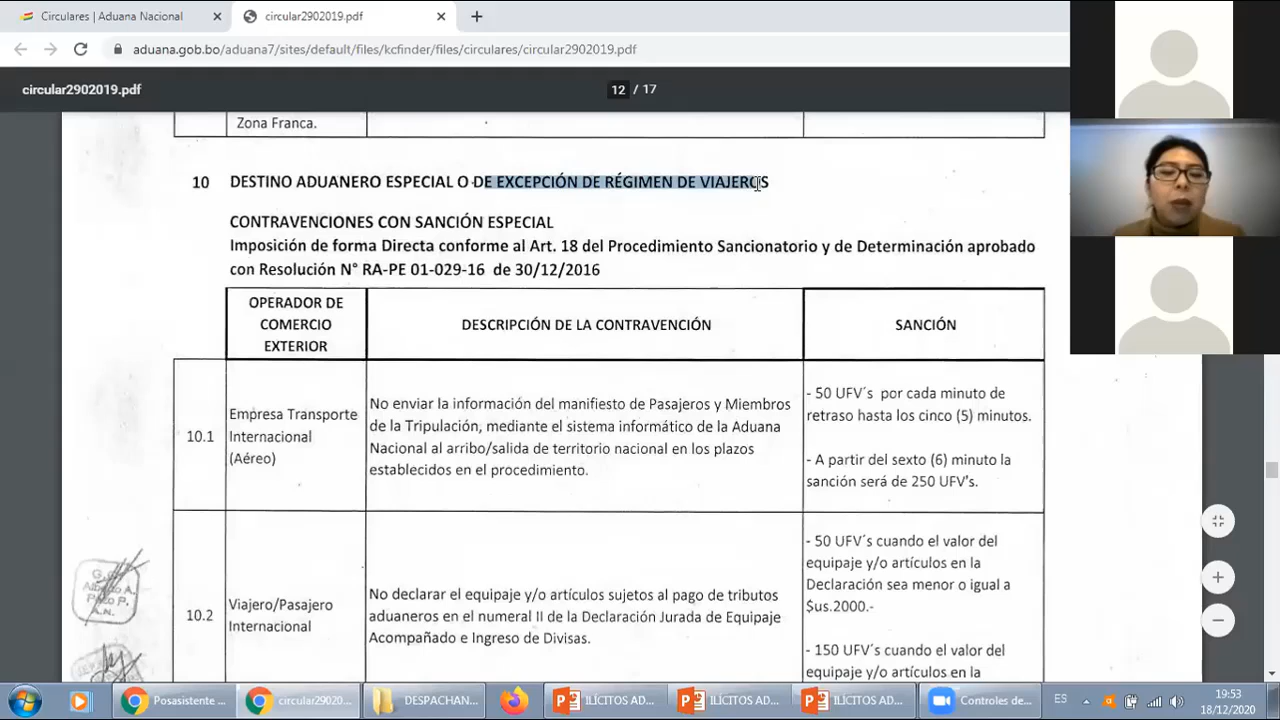 Circulares | Aduana Nacional
circular2902019.pdf
aduana.gob.bo/aduana7/sites/default/files/kcfinder/files/circulares/circular2902019.pdf
circular2902019.pdf
12 / 17
Zona Franca.
10 DESTINO ADUANERO ESPECIAL O DE EXCEPCIÓN DE RÉGIMEN DE VIAJEROS
CONTRAVENCIONES CON SANCIÓN ESPECIAL
Imposición de forma Directa conforme al Art. 18 del Procedimiento Sancionatorio y de Determinación aprobado
con Resolución N° RA-PE 01-029-16 de 30/12/2016
OPERADOR DE
COMERCIO
EXTERIOR
DESCRIPCIÓN DE LA CONTRAVENCIÓN
SANCIÓN
10.1
Empresa Transporte
Internacional
(Aéreo)
No enviar la información del manifiesto de Pasajeros y Miembros
de la Tripulación, mediante el sistema informático de la Aduana
Nacional al arribo/salida de territorio nacional en los plazos
establecidos en el procedimiento.
- 50 UFV´s por cada minuto de
retraso hasta los cinco (5) minutos.
- A partir del sexto (6) minuto la
sanción será de 250 UFV's.
10.2
Viajero/Pasajero
Internacional
No declarar el equipaje y/o artículos sujetos al pago de tributos
aduaneros en el numeral II de la Declaración Jurada de Equipaje
Acompañado e Ingreso de Divisas.
- 50 UFV´s cuando el valor del
equipaje y/o artículos en la
Declaración sea menor o igual a
$us.2000.-
- 150 UFV´s cuando el valor del
equipaje y/o artículos en la
Posasistente ...
circular29020...
DESPACHAN...
ILÍCITOS AD...
ILÍCITOS AD...
ILÍCITOS AD...
Controles de...
ES
19:53
18/12/2020